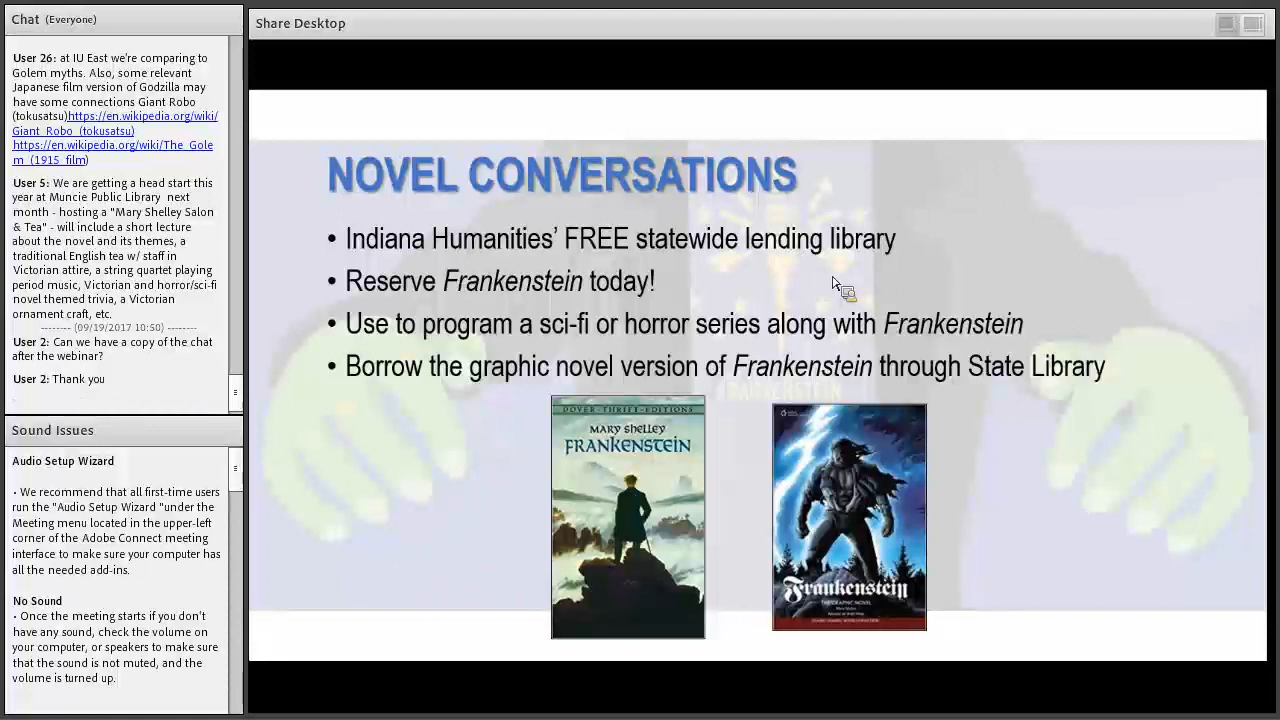 Chat (Everyone)
User 26: at IU East we're comparing to
Golem myths. Also, some relevant
Japanese film version of Godzilla may
have some connections Giant Robo
(tokusatsu)https://en.wikipedia.org/wiki/
Giant_Robo_(tokusatsu)
https://en.wikipedia.org/wiki/The_Gole
m_(1915_film)
User 5: We are getting a head start this
year at Muncie Public Library next
month - hosting a "Mary Shelley Salon
& Tea" - will include a short lecture
about the novel and its themes, a
traditional English tea w/ staff in
Victorian attire, a string quartet playing
period music, Victorian and horror/sci-fi
novel themed trivia, a Victorian
ornament craft, etc.
-------- (09/19/2017 10:50) --------
User 2: Can we have a copy of the chat
after the webinar?
User 2: Thank you
Sound Issues
Audio Setup Wizard
• We recommend that all first-time users
run the "Audio Setup Wizard "under the
Meeting menu located in the upper-left
corner of the Adobe Connect meeting
interface to make sure your computer has
all the needed add-ins.
No Sound
• Once the meeting starts, if you don't
have any sound, check the volume on
your computer, or speakers to make sure
that the sound is not muted, and the
volume is turned up.
Share Desktop
NOVEL CONVERSATIONS
• Indiana Humanities' FREE statewide lending library
• Reserve Frankenstein today!
• Use to program a sci-fi or horror series along with Frankenstein
• Borrow the graphic novel version of Frankenstein through State Library
FRANKENSTEIN
DOVER · THRIFT · EDITIONS
MARY SHELLEY
FRANKENSTEIN
Frankenstein
THE GRAPHIC NOVEL
Mary Shelley